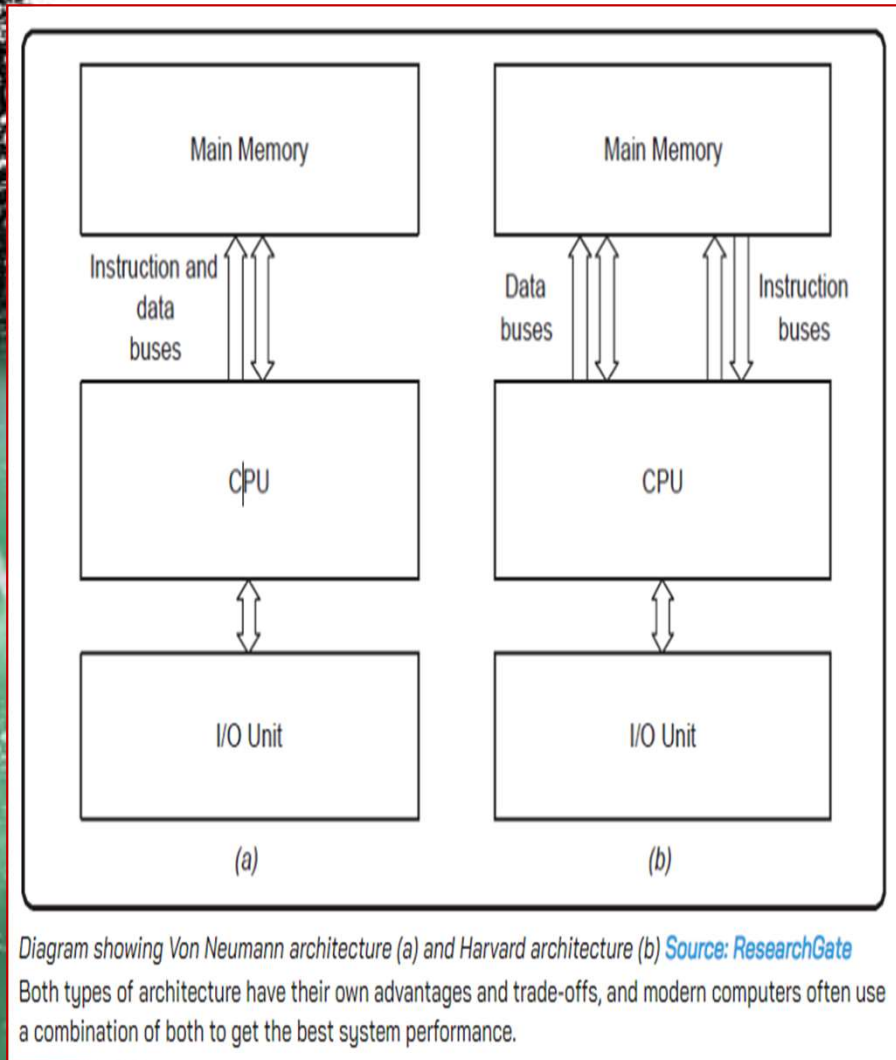 Main Memory
Main Memory
Instruction and
data
buses
Data
buses
Instruction
buses
CPU
CPU
I/O Unit
I/O Unit
(a)
(b)
Diagram showing Von Neumann architecture (a) and Harvard architecture (b) Source: ResearchGate
Both types of architecture have their own advantages and trade-offs, and modern computers often use
a combination of both to get the best system performance.